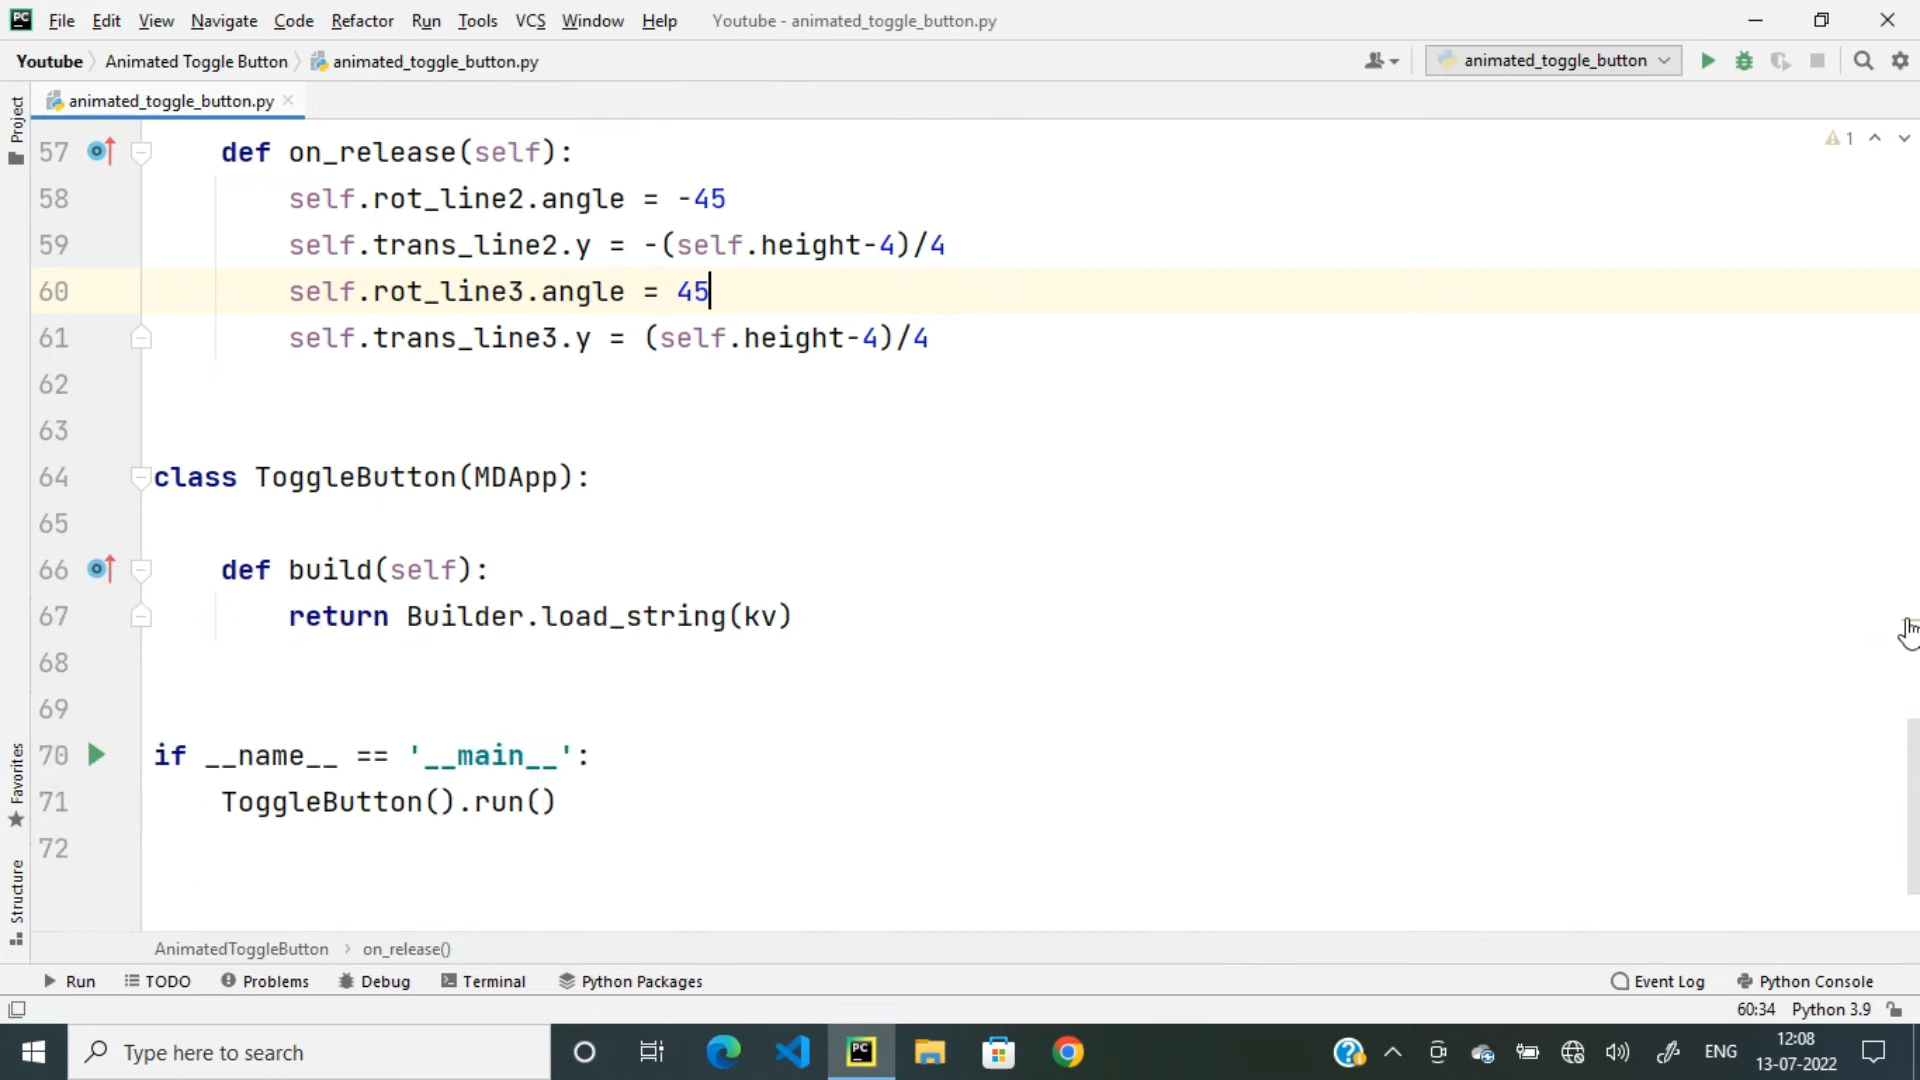 PC File Edit View Navigate Code Refactor Run Tools VCS Window Help Youtube - animated_toggle_button.py
Youtube Animated Toggle Button animated_toggle_button.py animated_toggle_button
animated_toggle_button.py
Project
57 def on_release(self): 1
58 self.rot_line2.angle = -45
59 self.trans_line2.y = -(self.height-4)/4
60 self.rot_line3.angle = 45
61 self.trans_line3.y = (self.height-4)/4
62
63
64 class ToggleButton(MDApp):
65
66 def build(self):
67 return Builder.load_string(kv)
68
69
70 if __name__ == '__main__':
71 ToggleButton().run()
72
Favorites
Structure
AnimatedToggleButton > on_release()
Run TODO Problems Debug Terminal Python Packages Event Log Python Console
60:34 Python 3.9
Type here to search PC ENG 12:08
13-07-2022